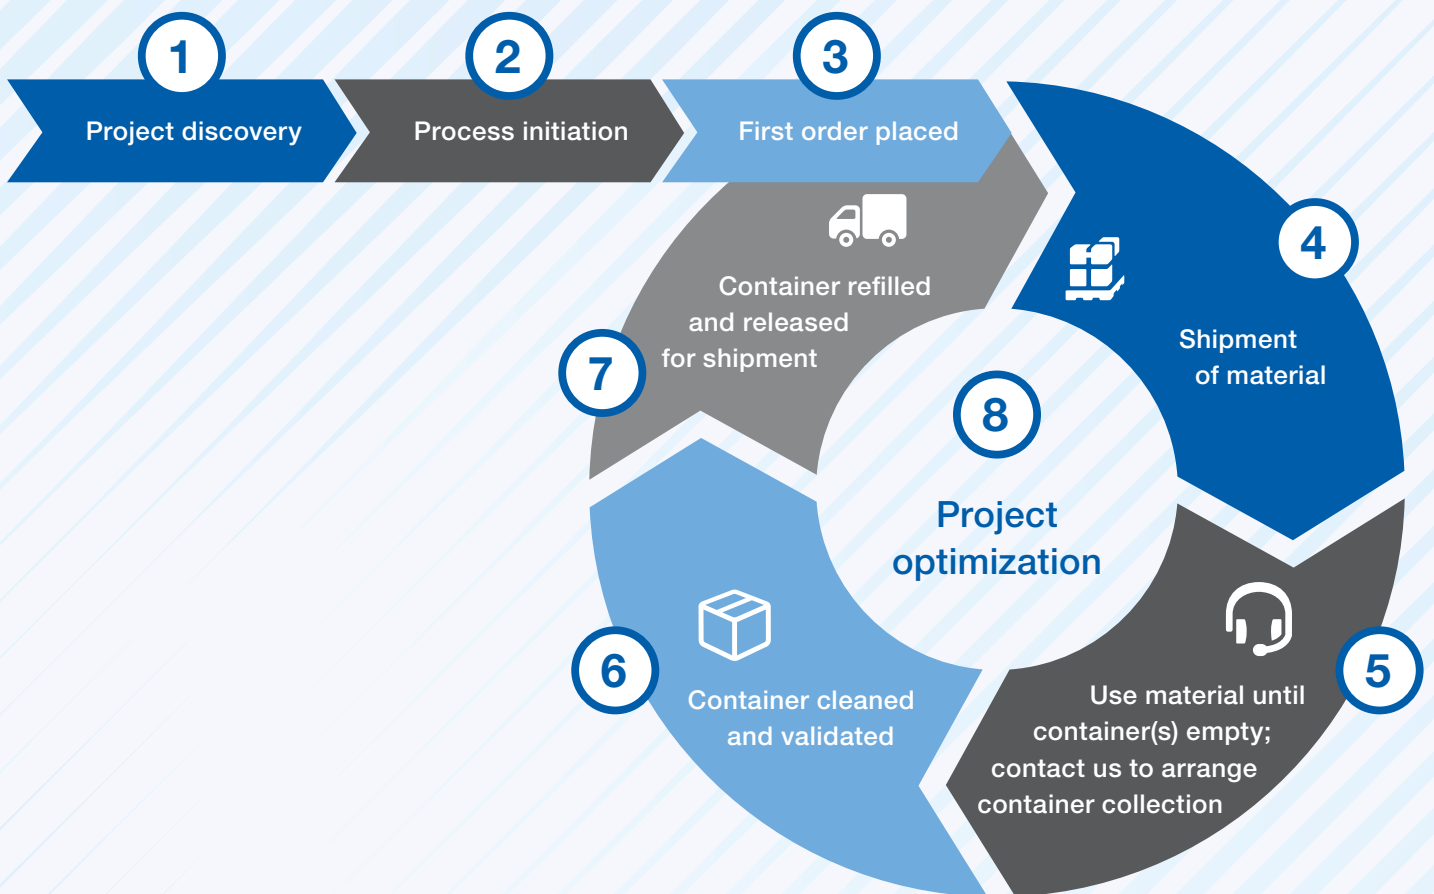 1
Project discovery
2
Process initiation
3
First order placed
4
Shipment
of material
5
Use material until
container(s) empty;
contact us to arrange
container collection
6
Container cleaned
and validated
7
Container refilled
and released
for shipment
8
Project
optimization